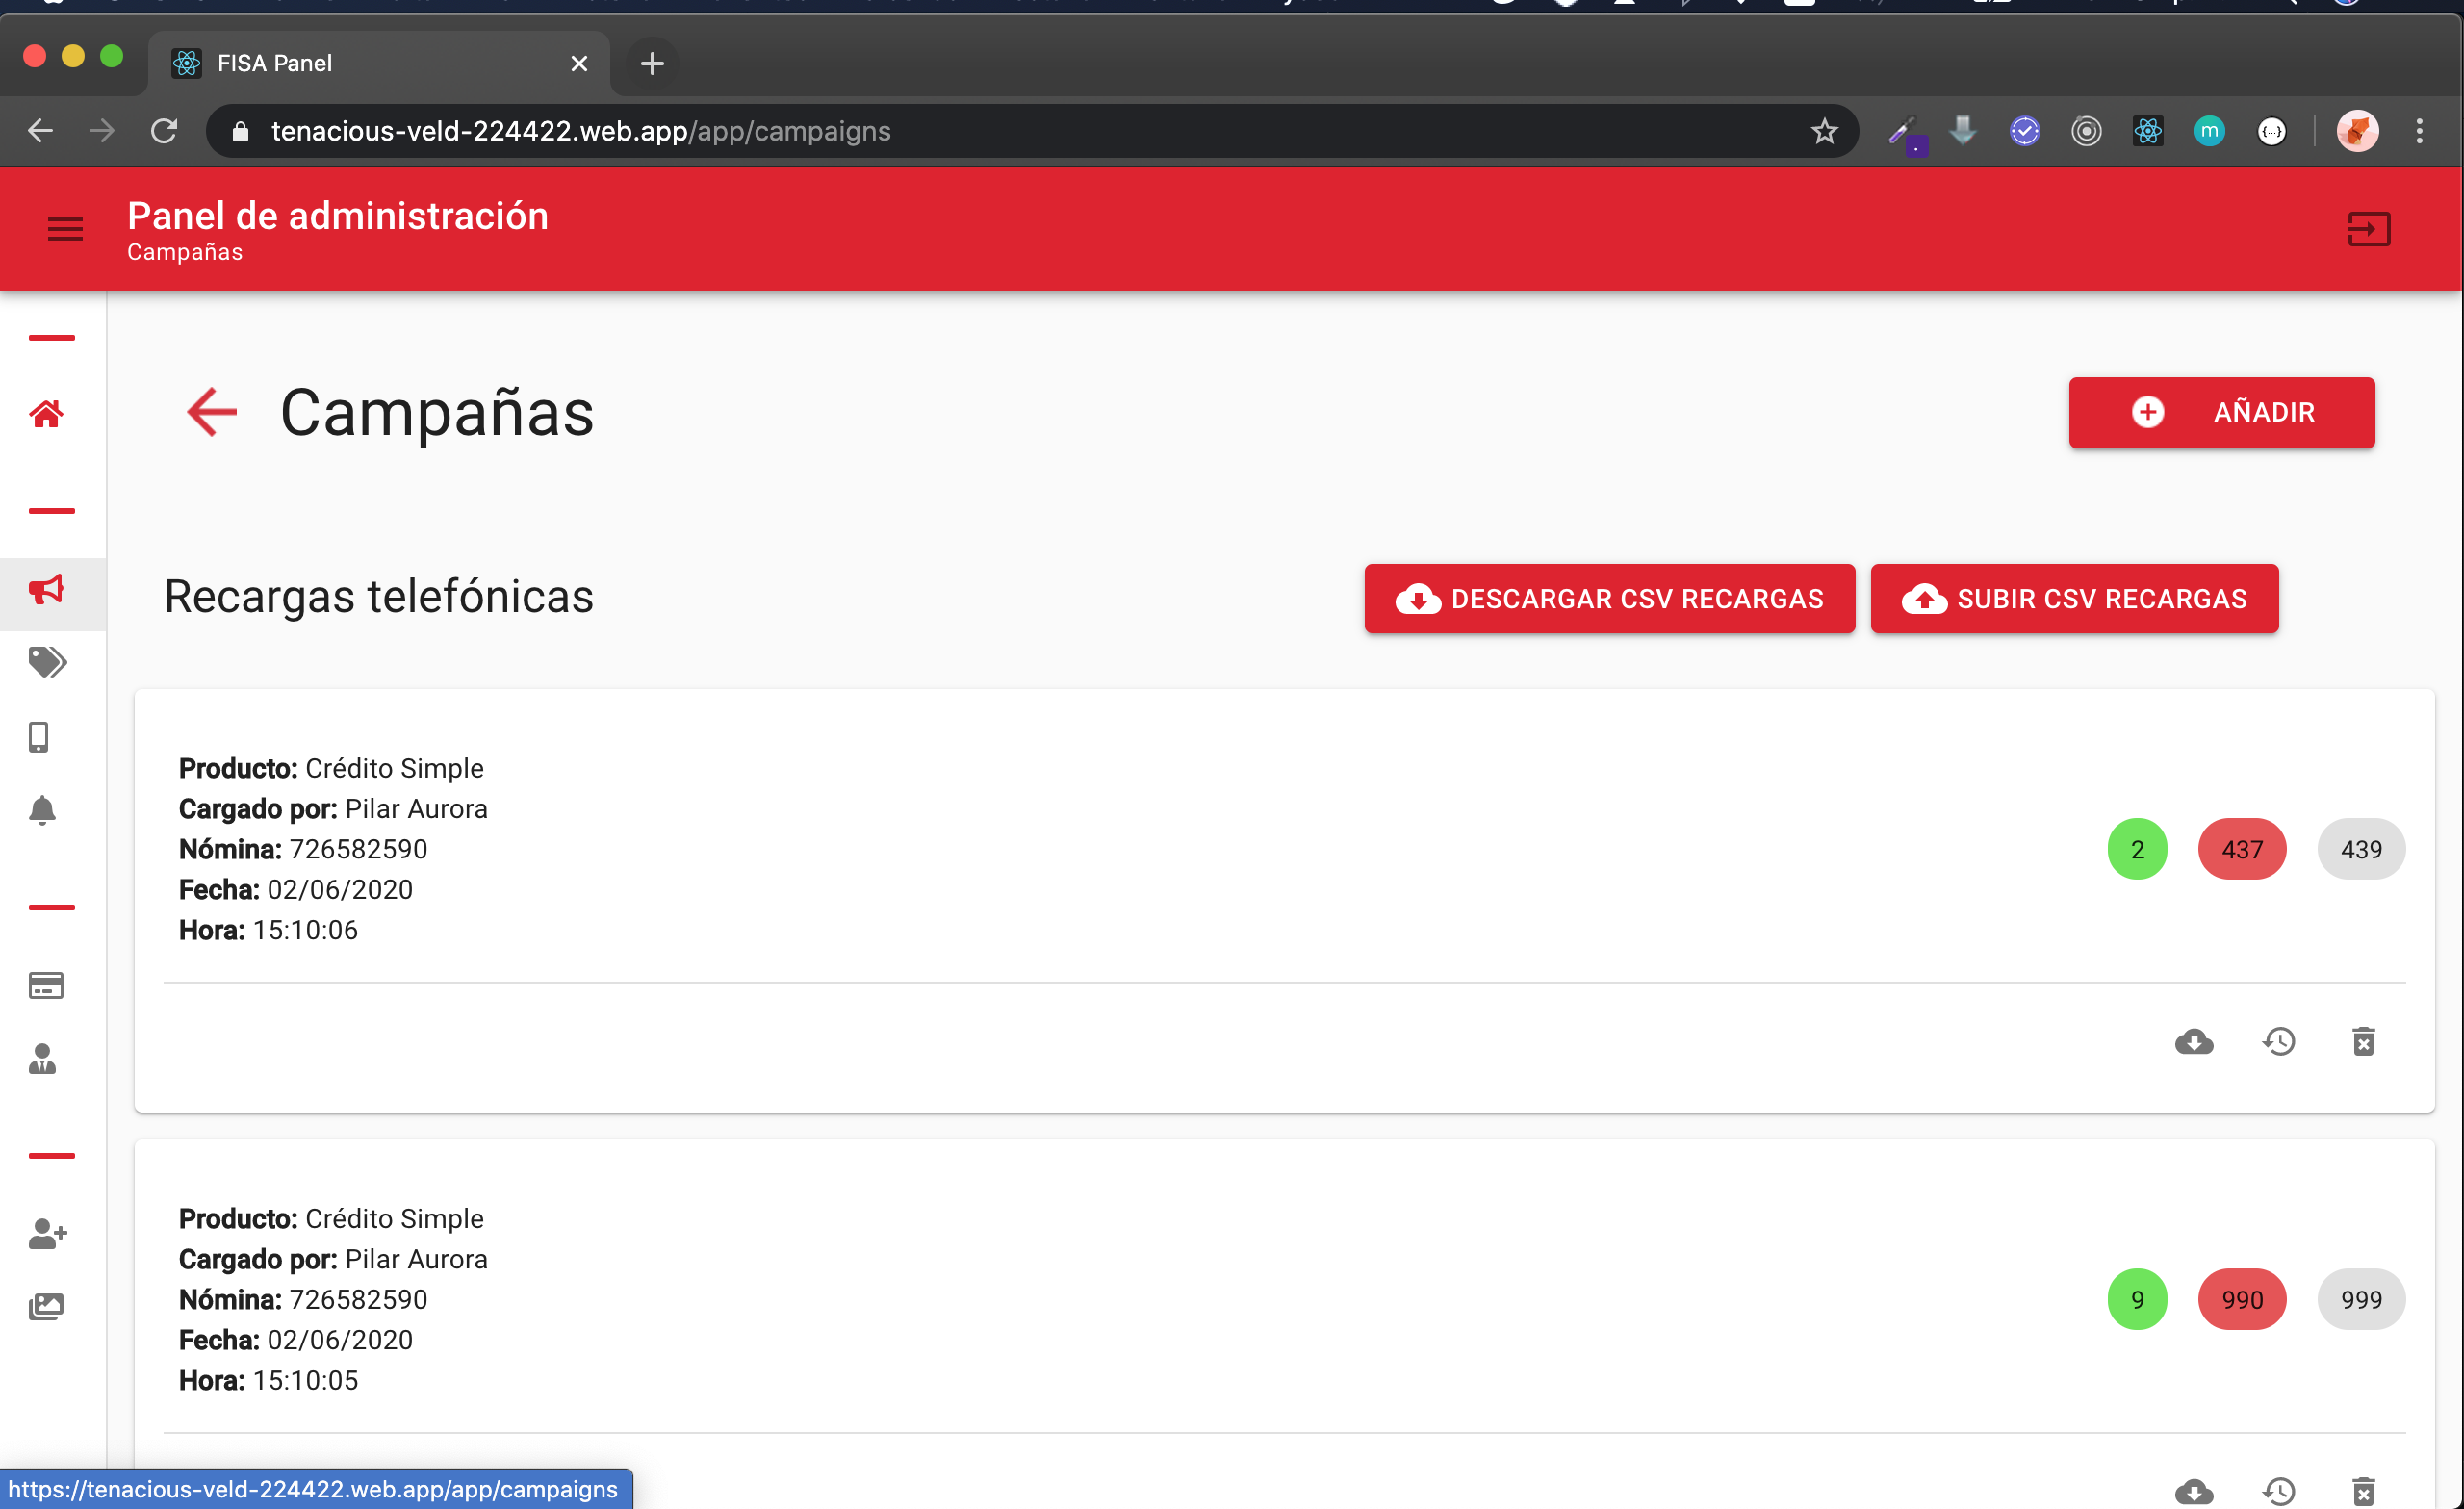 FISA Panel
tenacious-veld-224422.web.app/app/campaigns
m
{...}
Panel de administración
Campañas
Campañas
AÑADIR
Recargas telefónicas
DESCARGAR CSV RECARGAS
SUBIR CSV RECARGAS
Producto: Crédito Simple
Cargado por: Pilar Aurora
Nómina: 726582590
Fecha: 02/06/2020
Hora: 15:10:06
2 437 439
Producto: Crédito Simple
Cargado por: Pilar Aurora
Nómina: 726582590
Fecha: 02/06/2020
Hora: 15:10:05
9 990 999
https://tenacious-veld-224422.web.app/app/campaigns